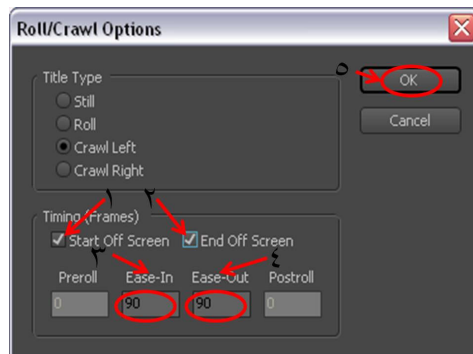 Roll/Crawl Options
Title Type
Still
Roll
Crawl Left
Crawl Right
٥
OK
Cancel
١ ٢
Timing (Frames)
Start Off Screen End Off Screen
٣ ٤
Preroll Ease-In Ease-Out Postroll
0 90 90 0